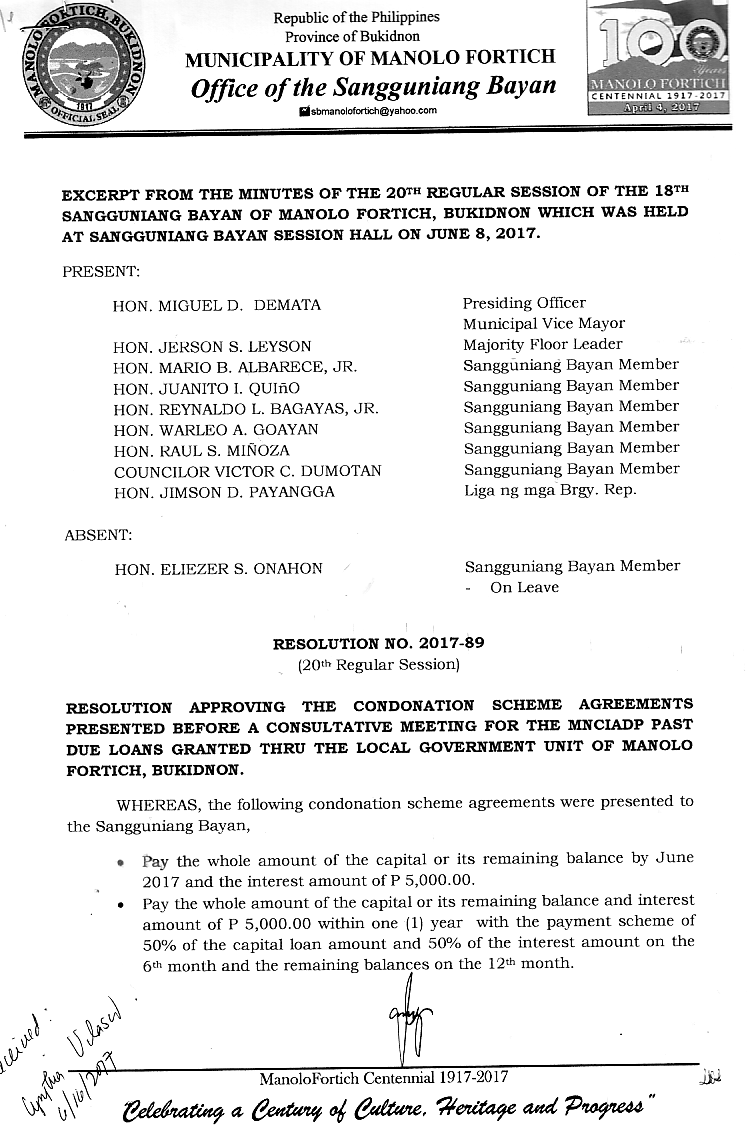 MANOLO FORTICH, BUKIDNON
1917
OFFICIAL SEAL
Republic of the Philippines
Province of Bukidnon
MUNICIPALITY OF MANOLO FORTICH
Office of the Sangguniang Bayan
sbmanolofortich@yahoo.com
100
Years
MANOLO FORTICH
CENTENNIAL 1917-2017
April 4, 2017
EXCERPT FROM THE MINUTES OF THE 20TH REGULAR SESSION OF THE 18TH
SANGGUNIANG BAYAN OF MANOLO FORTICH, BUKIDNON WHICH WAS HELD
AT SANGGUNIANG BAYAN SESSION HALL ON JUNE 8, 2017.
PRESENT:
HON. MIGUEL D. DEMATA Presiding Officer
Municipal Vice Mayor
HON. JERSON S. LEYSON Majority Floor Leader
HON. MARIO B. ALBARECE, JR. Sangguniang Bayan Member
HON. JUANITO I. QUIñO Sangguniang Bayan Member
HON. REYNALDO L. BAGAYAS, JR. Sangguniang Bayan Member
HON. WARLEO A. GOAYAN Sangguniang Bayan Member
HON. RAUL S. MIÑOZA Sangguniang Bayan Member
COUNCILOR VICTOR C. DUMOTAN Sangguniang Bayan Member
HON. JIMSON D. PAYANGGA Liga ng mga Brgy. Rep.
ABSENT:
HON. ELIEZER S. ONAHON Sangguniang Bayan Member
- On Leave
RESOLUTION NO. 2017-89
(20th Regular Session)
RESOLUTION APPROVING THE CONDONATION SCHEME AGREEMENTS
PRESENTED BEFORE A CONSULTATIVE MEETING FOR THE MNCIADP PAST
DUE LOANS GRANTED THRU THE LOCAL GOVERNMENT UNIT OF MANOLO
FORTICH, BUKIDNON.
WHEREAS, the following condonation scheme agreements were presented to
the Sangguniang Bayan,
• Pay the whole amount of the capital or its remaining balance by June
2017 and the interest amount of P 5,000.00.
• Pay the whole amount of the capital or its remaining balance and interest
amount of P 5,000.00 within one (1) year with the payment scheme of
50% of the capital loan amount and 50% of the interest amount on the
6th month and the remaining balances on the 12th month.
Cynthia Velasco
6/16/2017
ManoloFortich Centennial 1917-2017
"Celebrating a Century of Culture, Heritage and Progress"